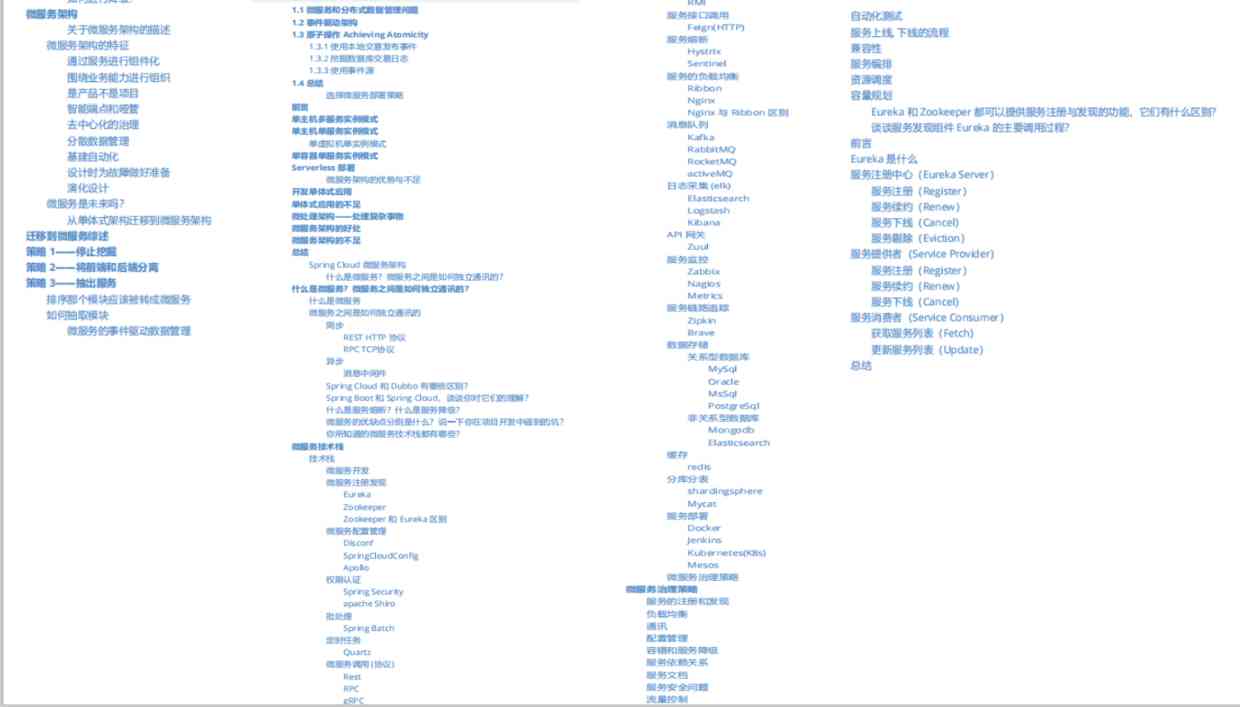 微服务架构
关于微服务架构的描述
微服务架构的特征
通过服务进行组件化
围绕业务能力进行组织
是产品不是项目
智能端点和哑管
去中心化的治理
分散数据管理
基建自动化
设计时为故障做好准备
演化设计
微服务是未来吗?
从单体式架构迁移到微服务架构
迁移到微服务综述
策略 1——停止挖掘
策略 2——将前端和后端分离
策略 3——抽出服务
排序那个模块应该被转成微服务
如何抽取模块
微服务的事件驱动数据管理
1.1 微服务和分布式数据管理问题
1.2 事件驱动架构
1.3 原子操作 Achieving Atomicity
1.3.1 使用本地交易发布事件
1.3.2 挖掘数据库交易日志
1.3.3 使用事件源
1.4 总结
选择微服务部署策略
前言
单主机多服务实例模式
单主机单服务实例模式
单虚拟机单实例模式
单容器单服务实例模式
Serverless 部署
微服务架构的优势与不足
开发单体式应用
单体式应用的不足
微处理架构——处理复杂事物
微服务架构的好处
微服务架构的不足
总结
Spring Cloud 微服务架构
什么是微服务? 微服务之间是如何独立通讯的?
什么是微服务? 微服务之间是如何独立通讯的?
什么是微服务
微服务之间是如何独立通讯的
同步
REST HTTP 协议
RPC TCP协议
异步
消息中间件
Spring Cloud 和 Dubbo 有哪些区别?
Spring Boot 和 Spring Cloud，谈谈你对它们的理解?
什么是服务熔断? 什么是服务降级?
微服务的优缺点分别是什么? 说一下你在项目开发中碰到的坑?
你所知道的微服务技术栈都有哪些?
微服务技术栈
技术栈
微服务开发
微服务注册发现
Eureka
Zookeeper
Zookeeper 和 Eureka 区别
微服务配置管理
Disconf
SpringCloudConfig
Apollo
权限认证
Spring Security
apache Shiro
批处理
Spring Batch
定时任务
Quartz
微服务调用 (协议)
Rest
RPC
gRPC
RMI
服务接口调用
Feign(HTTP)
服务熔断
Hystrix
Sentinel
服务的负载均衡
Ribbon
Nginx
Nginx 与 Ribbon 区别
消息队列
Kafka
RabbitMQ
RocketMQ
activeMQ
日志采集 (elk)
Elasticsearch
Logstash
Kibana
API 网关
Zuul
服务监控
Zabbix
Nagios
Metrics
服务链路追踪
Zipkin
Brave
数据存储
关系型数据库
MySql
Oracle
MsSql
PostgreSql
非关系型数据库
Mongodb
Elasticsearch
缓存
redis
分库分表
shardingsphere
Mycat
服务部署
Docker
Jenkins
Kubernetes(K8s)
Mesos
微服务治理策略
微服务治理策略
服务的注册和发现
负载均衡
通讯
配置管理
容错和服务降级
服务依赖关系
服务文档
服务安全问题
流量控制
自动化测试
服务上线, 下线的流程
兼容性
服务编排
资源调度
容量规划
Eureka 和 Zookeeper 都可以提供服务注册与发现的功能，它们有什么区别?
谈谈服务发现组件 Eureka 的主要调用过程?
前言
Eureka 是什么
服务注册中心（Eureka Server）
服务注册（Register）
服务续约（Renew）
服务下线（Cancel）
服务剔除（Eviction）
服务提供者（Service Provider）
服务注册（Register）
服务续约（Renew）
服务下线（Cancel）
服务消费者（Service Consumer）
获取服务列表（Fetch）
更新服务列表（Update）
总结